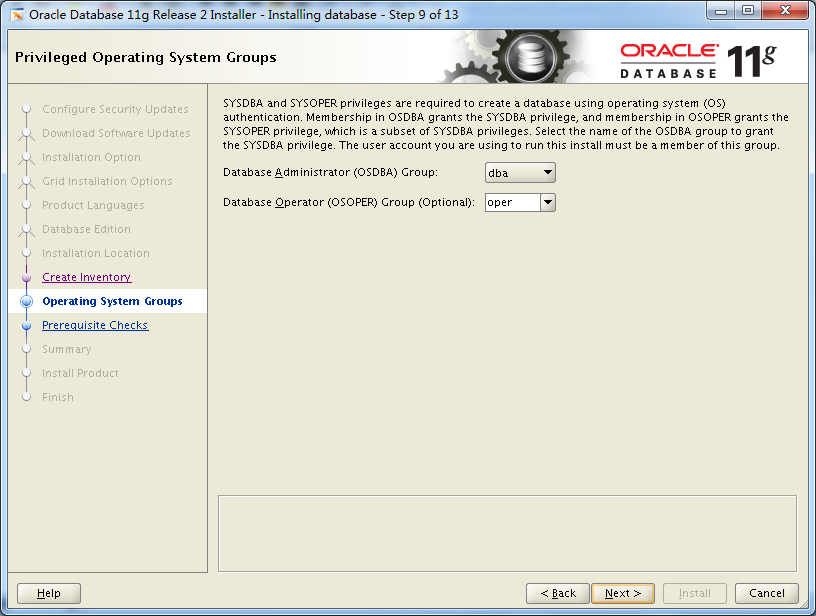 Oracle Database 11g Release 2 Installer - Installing database - Step 9 of 13
Privileged Operating System Groups
ORACLE
DATABASE 11g
Configure Security Updates
Download Software Updates
Installation Option
Grid Installation Options
Product Languages
Database Edition
Installation Location
Create Inventory
Operating System Groups
Prerequisite Checks
Summary
Install Product
Finish
SYSDBA and SYSOPER privileges are required to create a database using operating system (OS)
authentication. Membership in OSDBA grants the SYSDBA privilege, and membership in OSOPER grants the
SYSOPER privilege, which is a subset of SYSDBA privileges. Select the name of the OSDBA group to grant
the SYSDBA privilege. The user account you are using to run this install must be a member of this group.
Database Administrator (OSDBA) Group: dba
Database Operator (OSOPER) Group (Optional): oper
Help < Back Next > Install Cancel